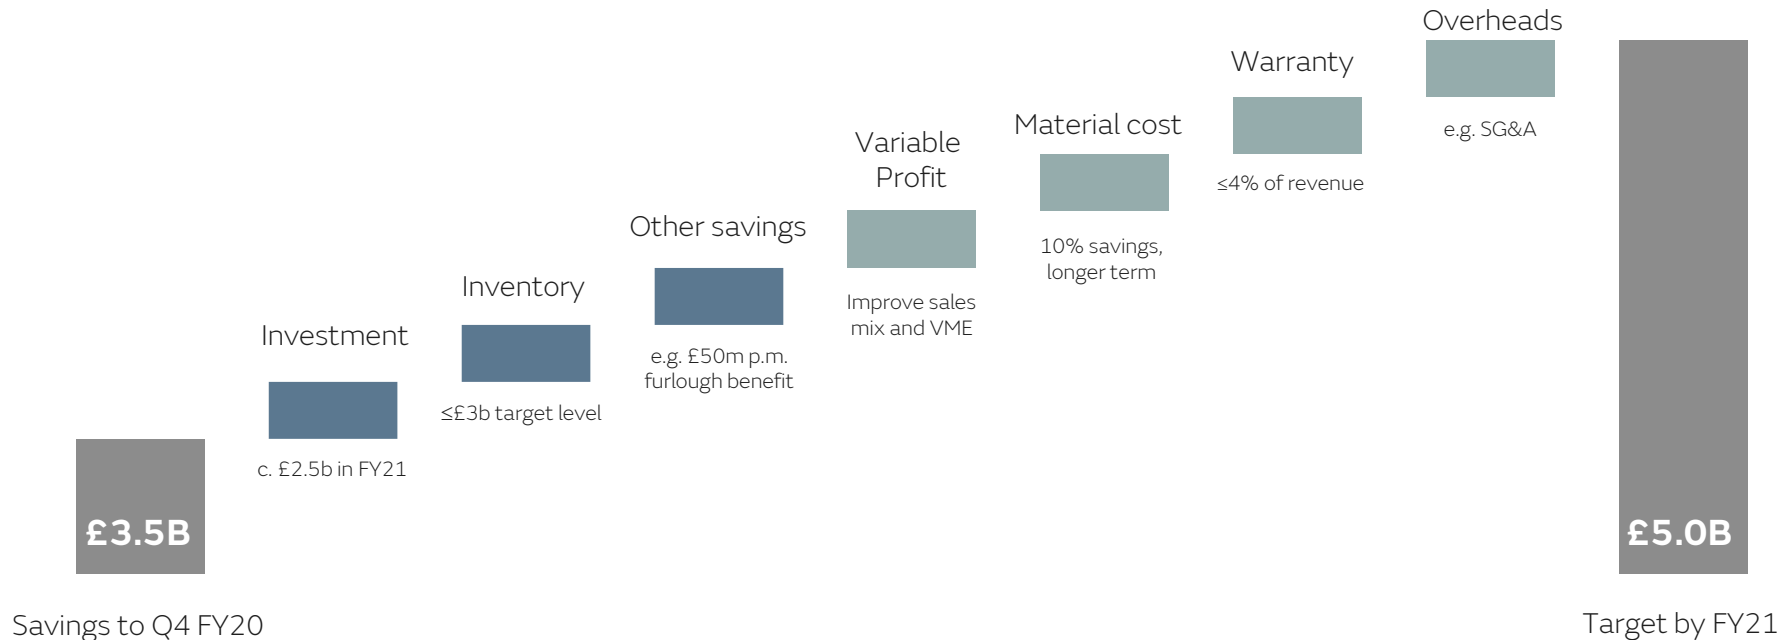 Overheads
e.g. SG&A
Warranty
≤4% of revenue
Material cost
10% savings,
longer term
Variable
Profit
Improve sales
mix and VME
Other savings
e.g. £50m p.m.
furlough benefit
Inventory
≤£3b target level
Investment
c. £2.5b in FY21
£3.5B
£5.0B
Savings to Q4 FY20
Target by FY21